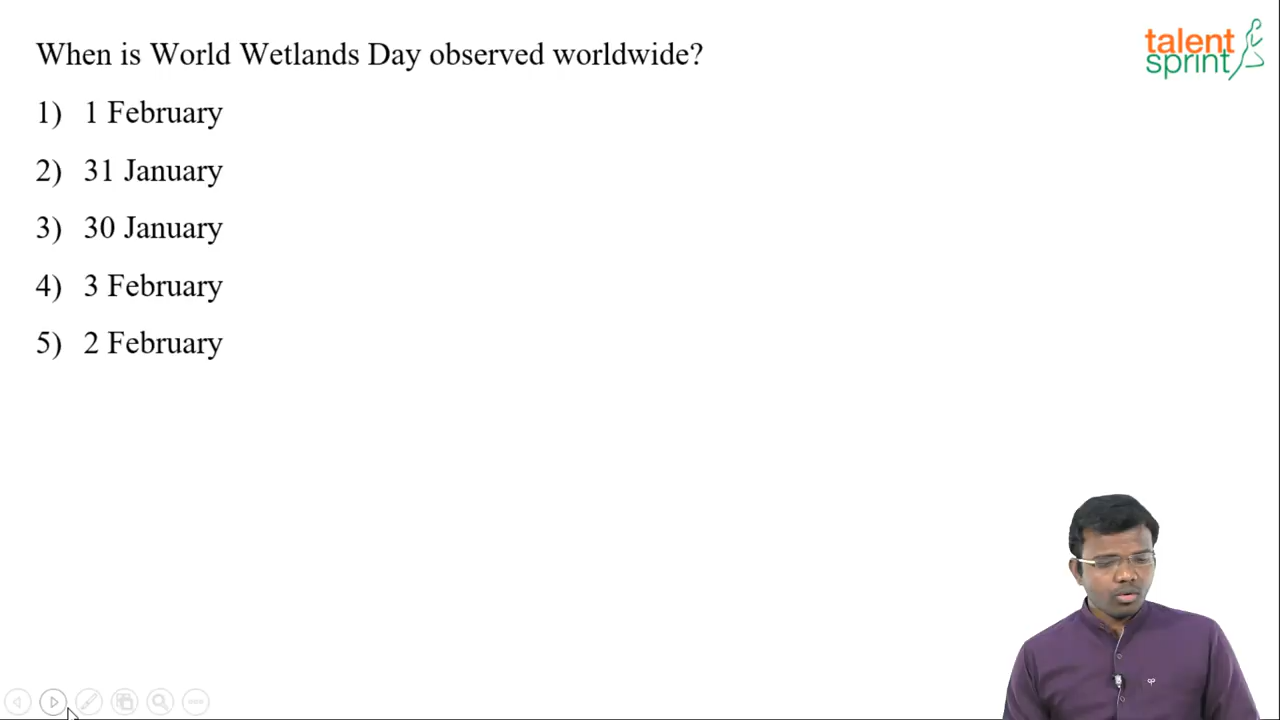 When is World Wetlands Day observed worldwide?
1) 1 February
2) 31 January
3) 30 January
4) 3 February
5) 2 February
talent
sprint